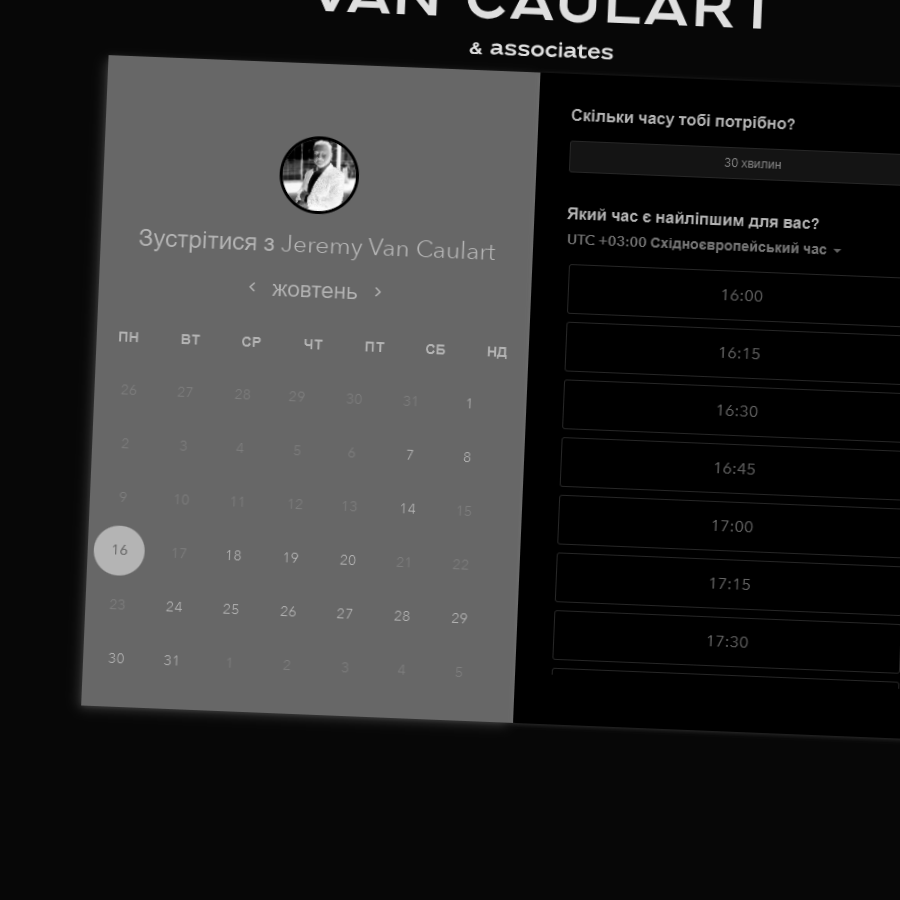 VAN CAULART
& associates
Зустрітися з Jeremy Van Caulart
‹ жовтень ›
ПН ВТ СР ЧТ ПТ СБ НД
26 27 28 29 30 31 1
2 3 4 5 6 7 8
9 10 11 12 13 14 15
16 17 18 19 20 21 22
23 24 25 26 27 28 29
30 31 1 2 3 4 5
Скільки часу тобі потрібно?
30 хвилин
Який час є найліпшим для вас?
UTC +03:00 Східноєвропейський час
16:00
16:15
16:30
16:45
17:00
17:15
17:30